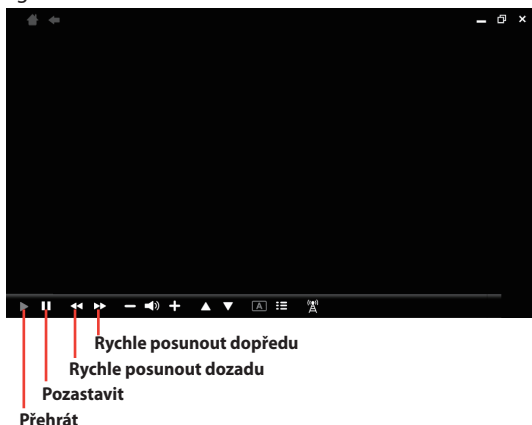 A
Rychle posunout dopředu
Rychle posunout dozadu
Pozastavit
Přehrát